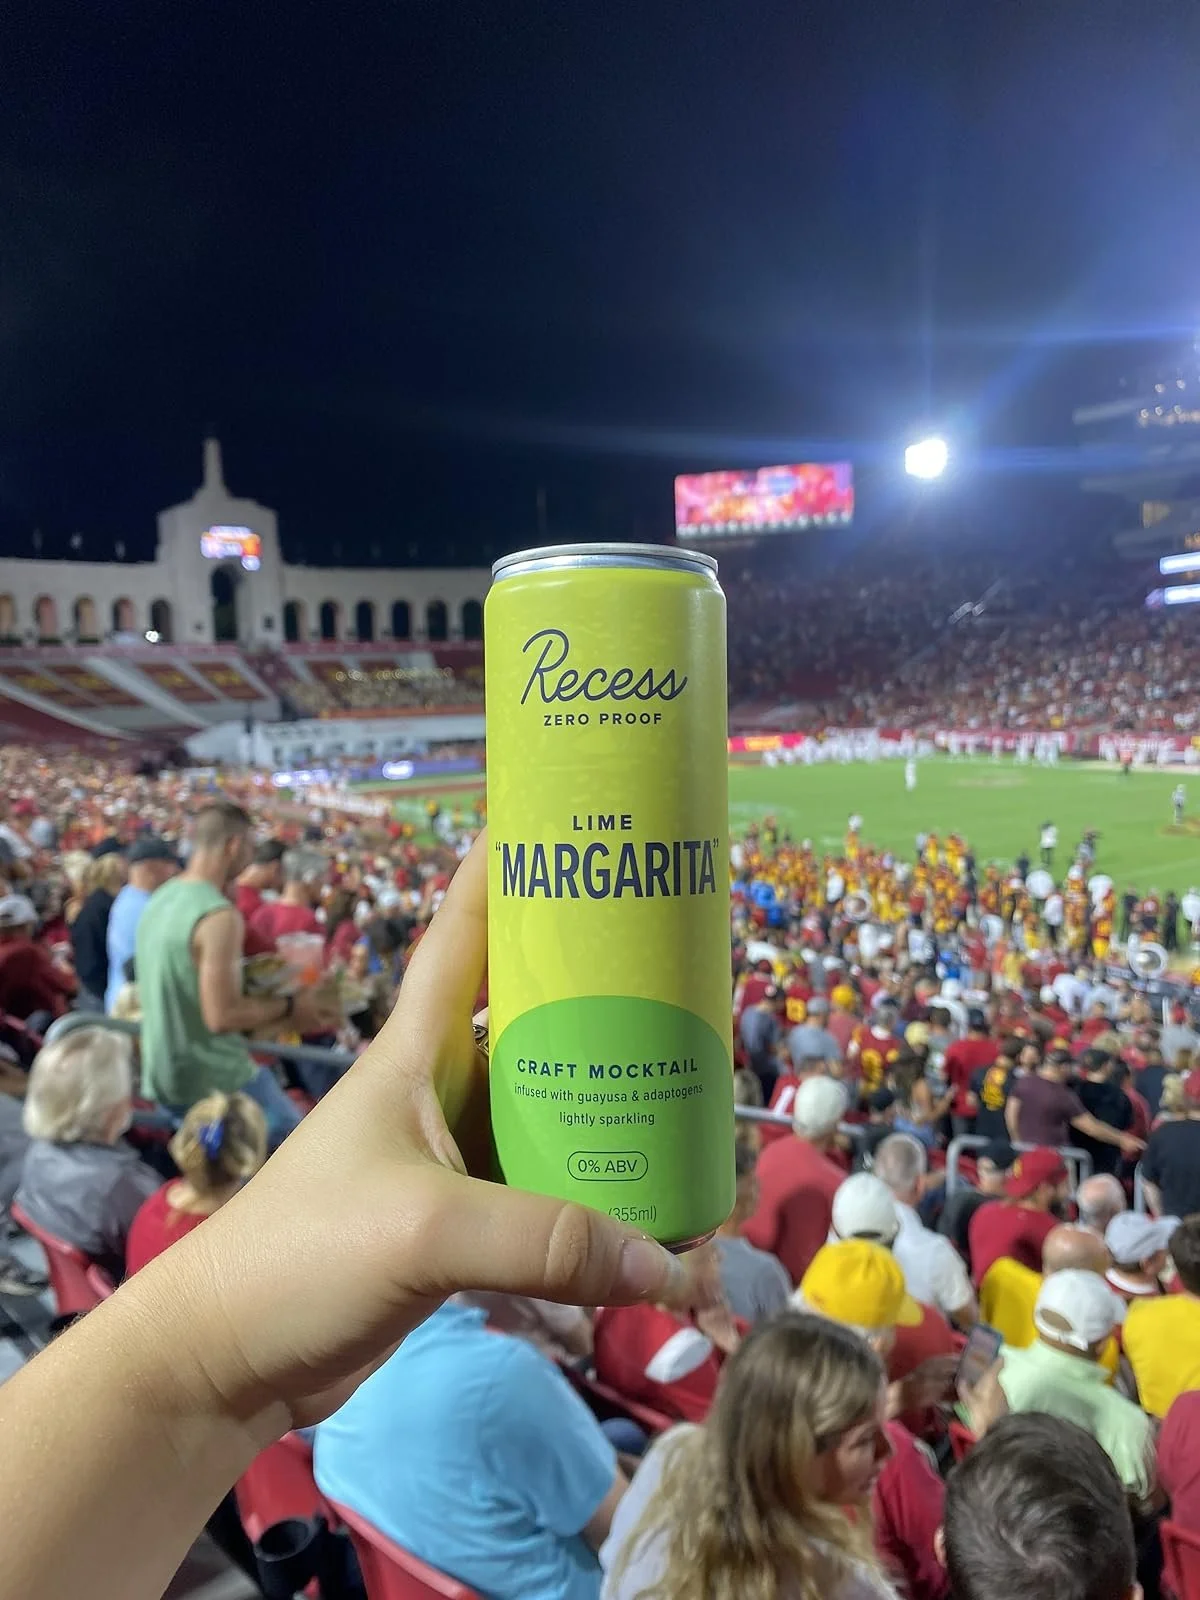 Recess
ZERO PROOF
LIME
"MARGARITA"
CRAFT MOCKTAIL
infused with guayusa & adaptogens
lightly sparkling
0% ABV
(355ml)